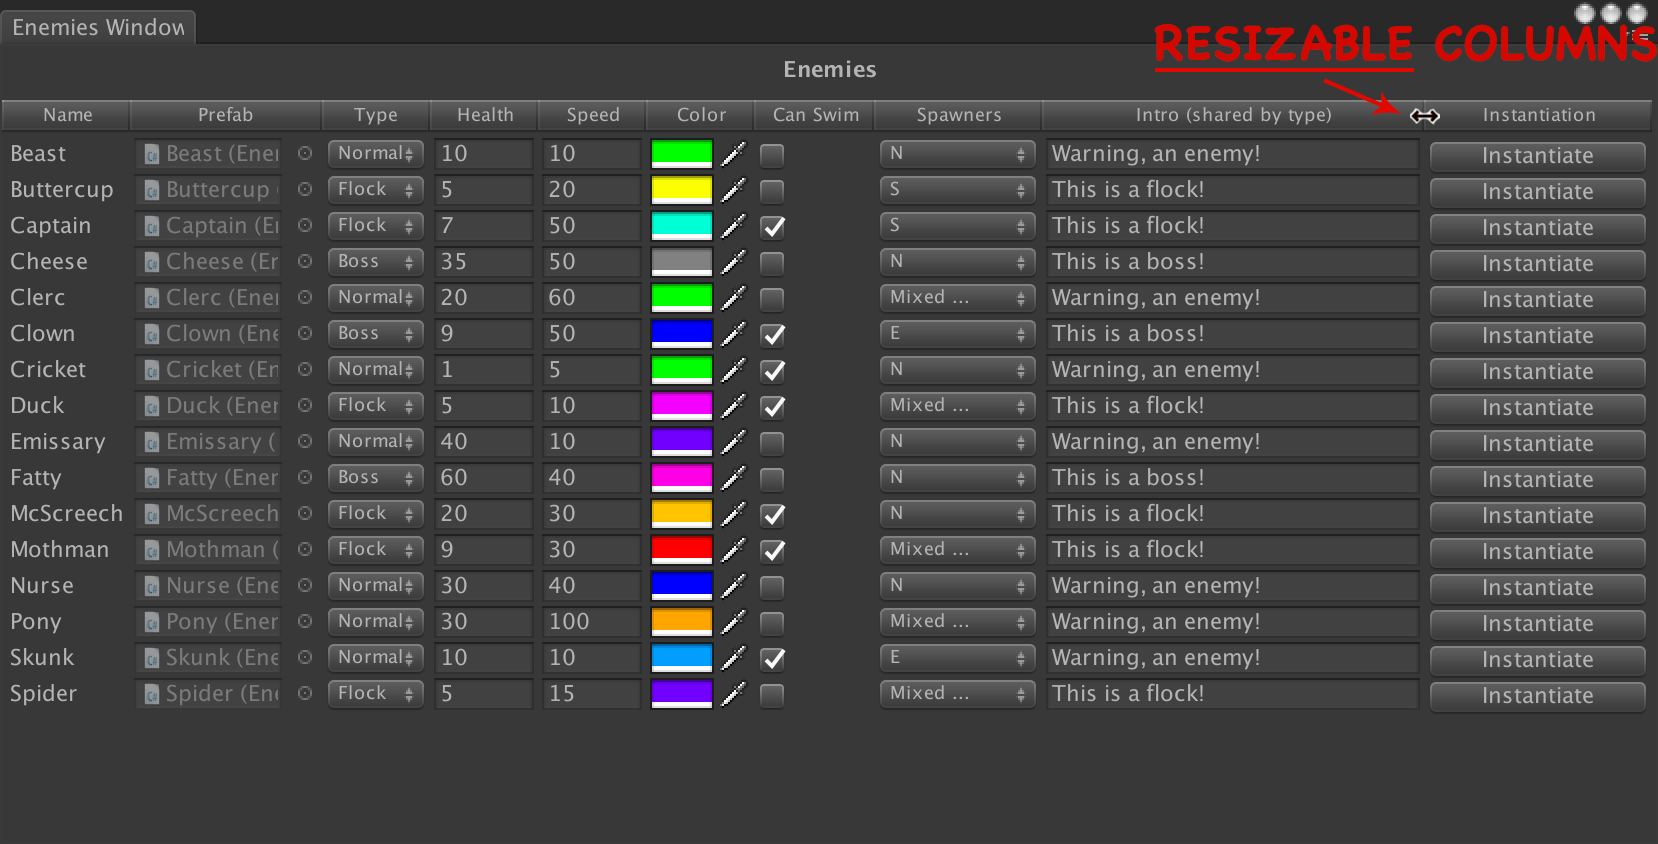 Enemies Window
RESIZABLE COLUMNS
Enemies
Name Prefab Type Health Speed Color Can Swim Spawners Intro (shared by type) Instantiation
Beast Beast (Ener Normal 10 10 N Warning, an enemy! Instantiate
Buttercup Buttercup ( Flock 5 20 S This is a flock! Instantiate
Captain Captain (Er Flock 7 50 S This is a flock! Instantiate
Cheese Cheese (Er Boss 35 50 N This is a boss! Instantiate
Clerc Clerc (Ener Normal 20 60 Mixed ... Warning, an enemy! Instantiate
Clown Clown (Ene Boss 9 50 E This is a boss! Instantiate
Cricket Cricket (En Normal 1 5 N Warning, an enemy! Instantiate
Duck Duck (Ener Flock 5 10 Mixed ... This is a flock! Instantiate
Emissary Emissary ( Normal 40 10 N Warning, an enemy! Instantiate
Fatty Fatty (Ener Boss 60 40 N This is a boss! Instantiate
McScreech McScreech Flock 20 30 N This is a flock! Instantiate
Mothman Mothman ( Flock 9 30 Mixed ... This is a flock! Instantiate
Nurse Nurse (Ene Normal 30 40 N Warning, an enemy! Instantiate
Pony Pony (Ener Normal 30 100 Mixed ... Warning, an enemy! Instantiate
Skunk Skunk (Ene Normal 10 10 E Warning, an enemy! Instantiate
Spider Spider (Ene Flock 5 15 Mixed ... This is a flock! Instantiate